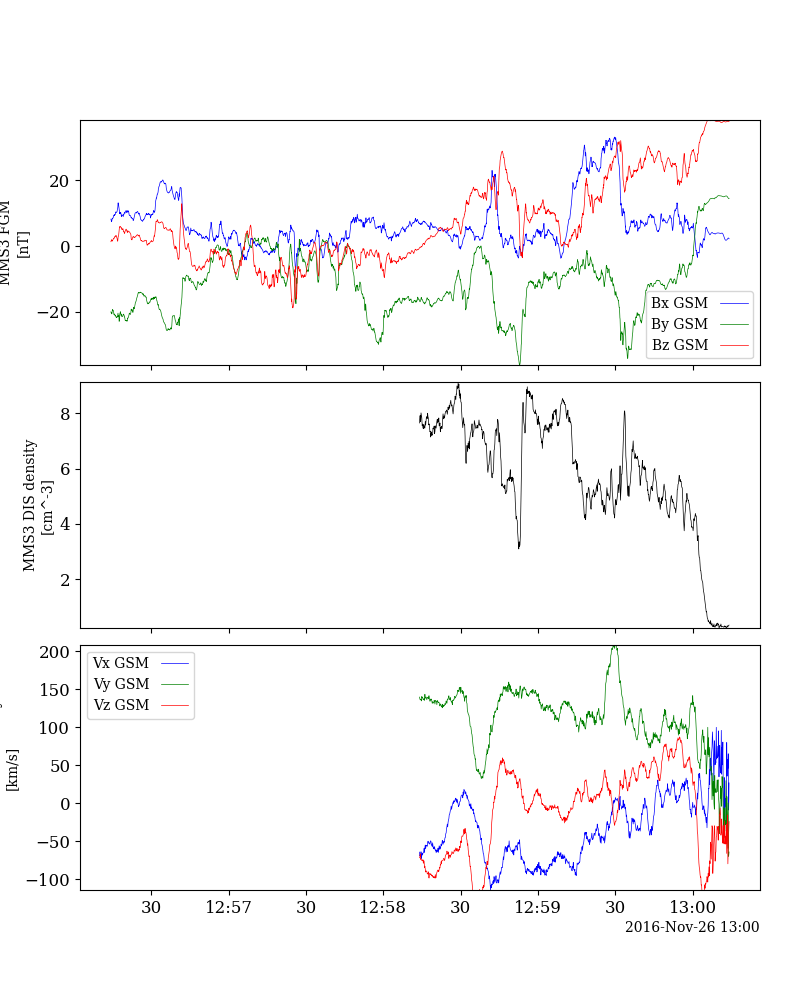 20
0
−20
MMS3 FGM
[nT]
Bx GSM
By GSM
Bz GSM
8
6
4
2
MMS3 DIS density
[cm^-3]
200
150
100
50
0
−50
−100
[km/s]
Vx GSM
Vy GSM
Vz GSM
30 12:57 30 12:58 30 12:59 30 13:00
2016-Nov-26 13:00